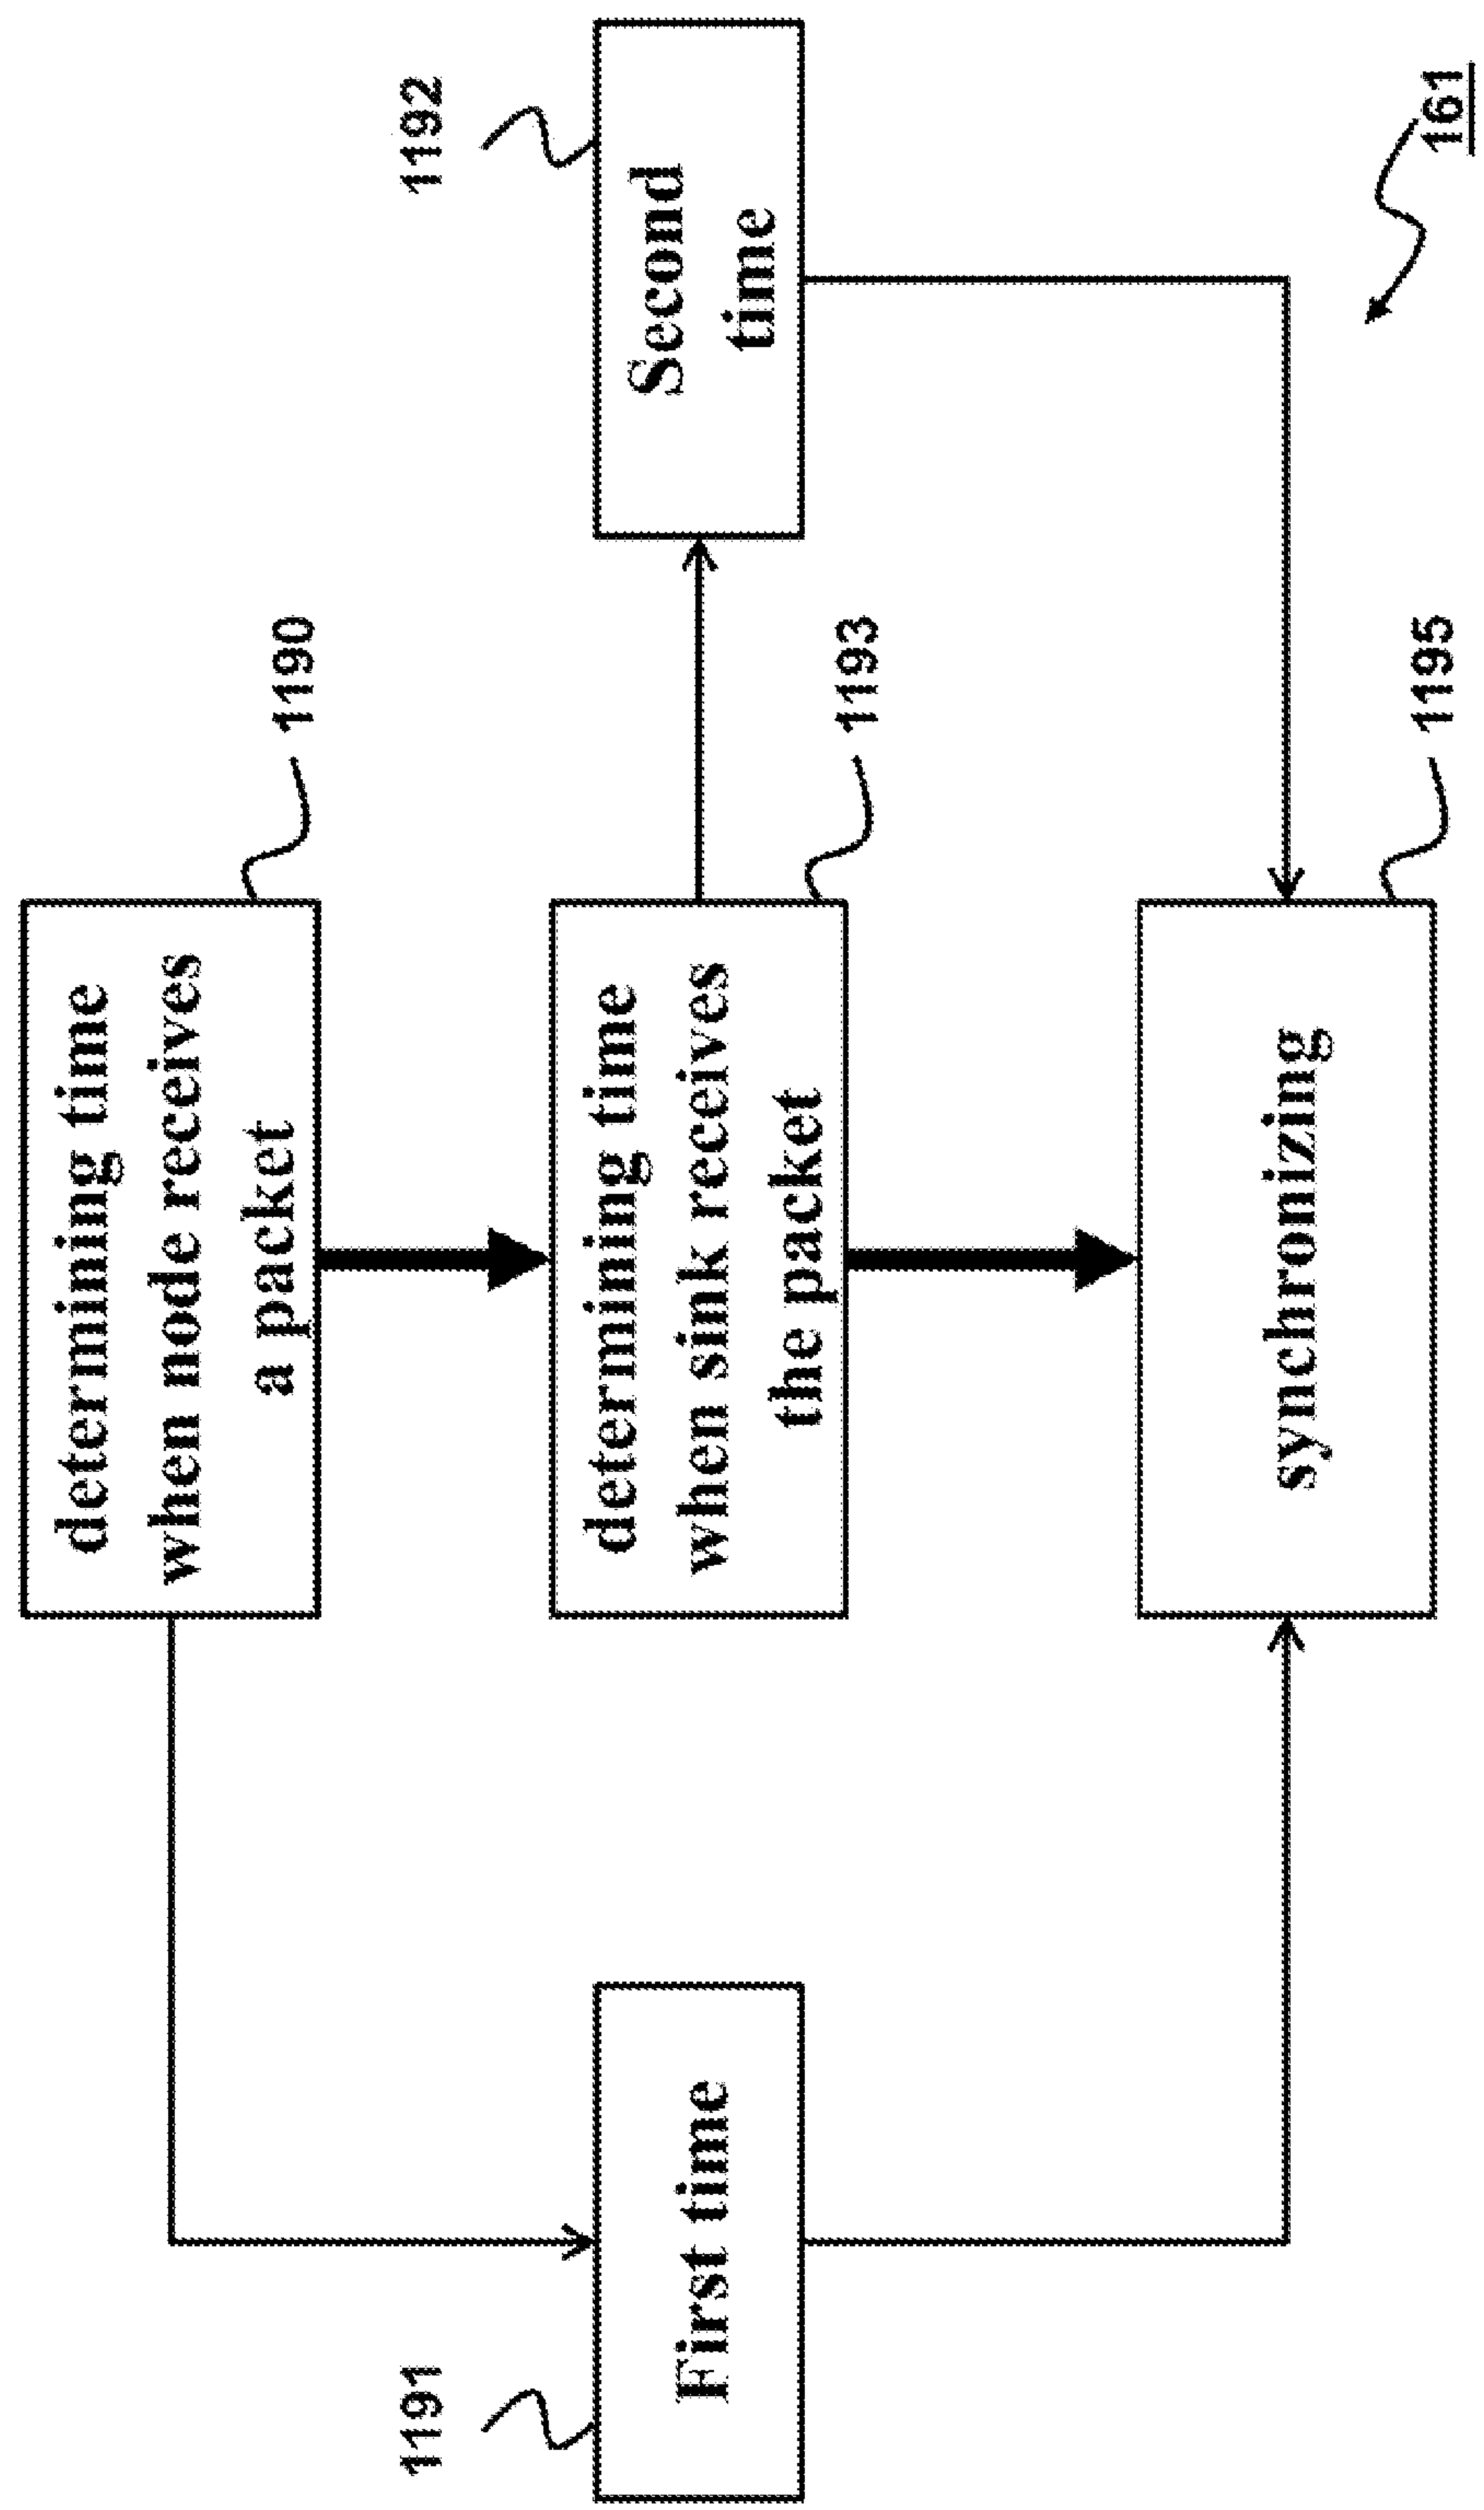 determining time
when node receives
a packet
1190
1191
First time
determining time
when sink receives
the packet
1193
1192
Second
time
synchronizing
1195
161